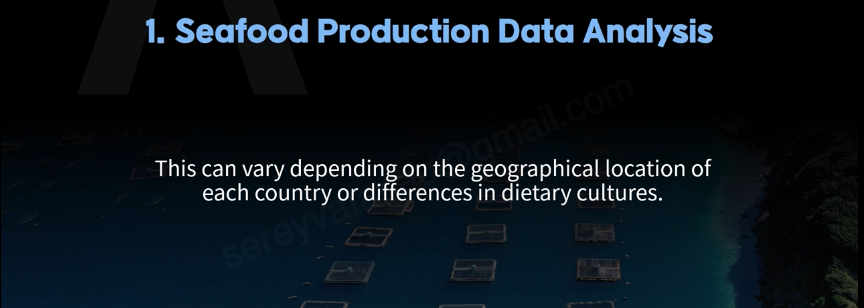 1. Seafood Production Data Analysis
This can vary depending on the geographical location of
each country or differences in dietary cultures.